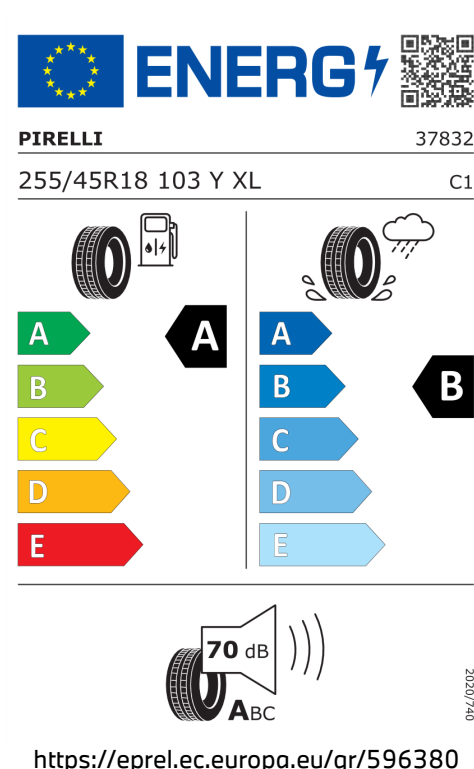 ENERG
PIRELLI 37832
255/45R18 103 Y XL C1
A A A
B B B
C C
D D
E E
70 dB
ABC
2020/740
https://eprel.ec.europa.eu/qr/596380